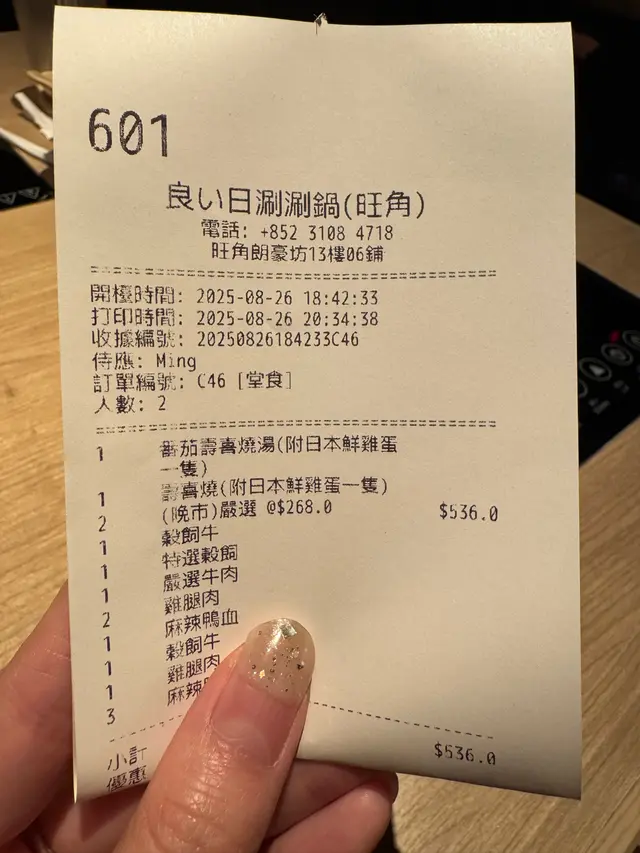 601
良い日涮涮鍋(旺角)
電話: +852 3108 4718
旺角朗豪坊13樓06鋪
開檯時間: 2025-08-26 18:42:33
打印時間: 2025-08-26 20:34:38
收據編號: 20250826184233C46
侍應: Ming
訂單編號: C46 [堂食]
人數: 2
1 番茄壽喜燒湯(附日本鮮雞蛋
一隻)
1 壽喜燒(附日本鮮雞蛋一隻)
2 (晚市)嚴選 @$268.0 $536.0
1 穀飼牛
1 特選穀飼
1 嚴選牛肉
2 雞腿肉
1 麻辣鴨血
1 穀飼牛
1 雞腿肉
3 麻辣
小計 $536.0
優惠